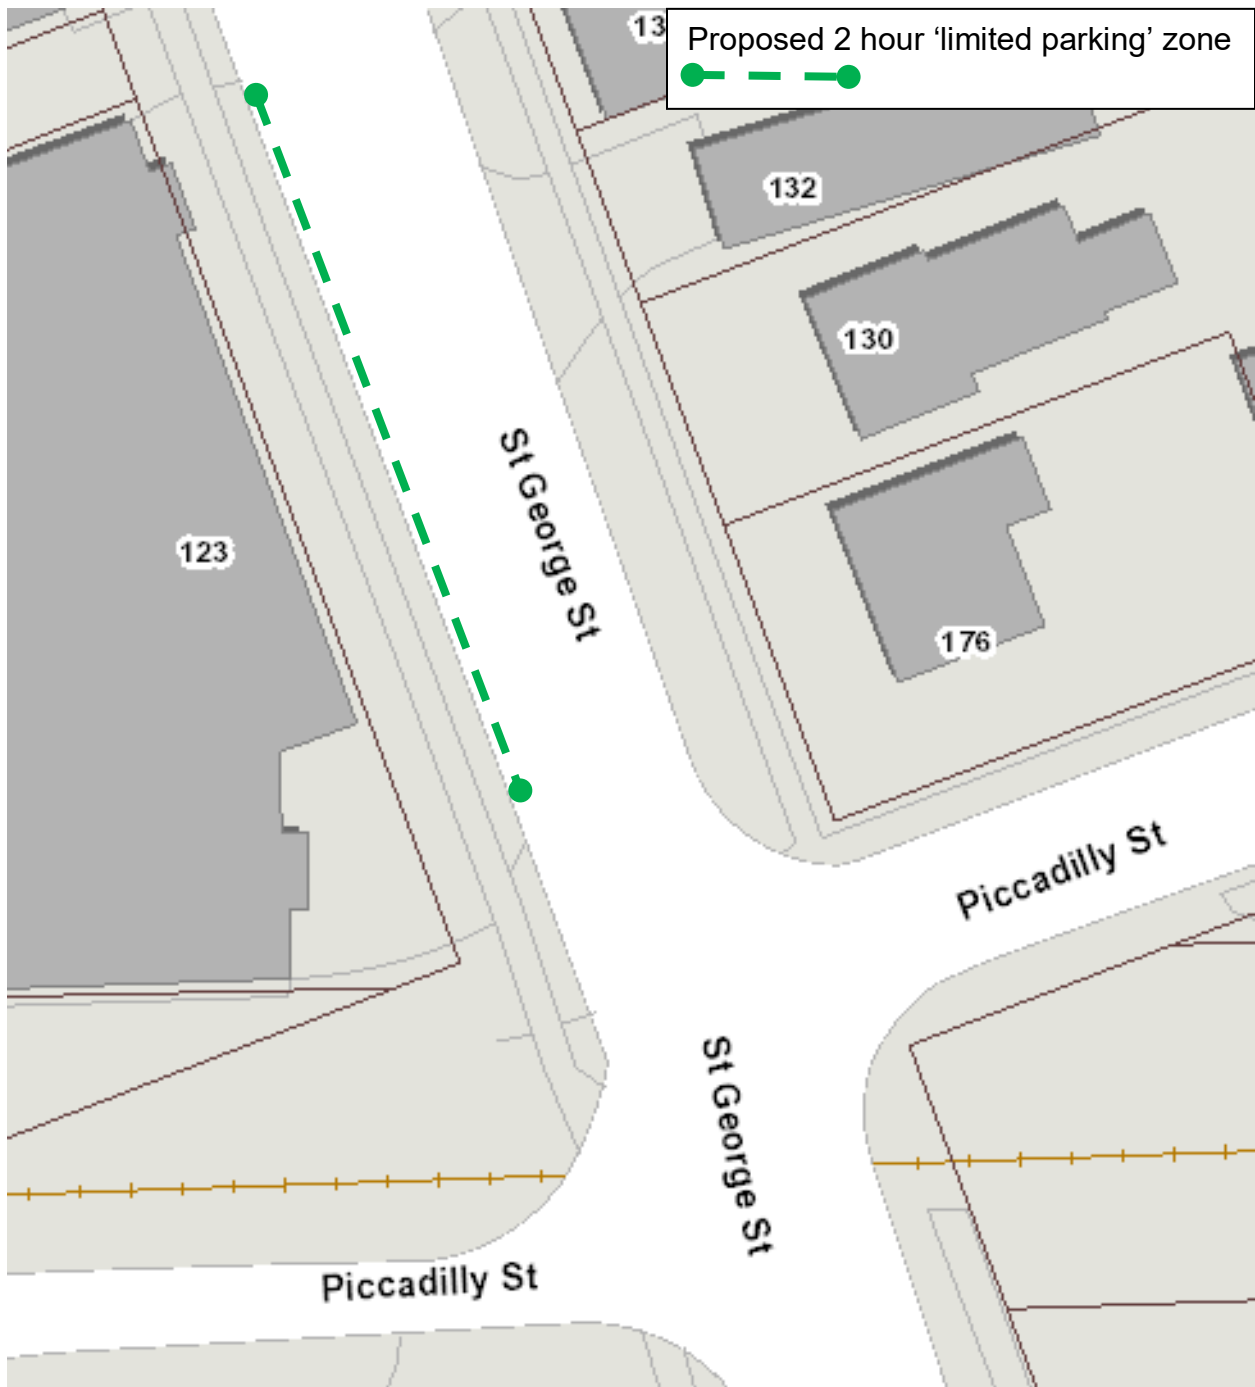 Proposed 2 hour ‘limited parking’ zone
132
130
St George St
123
176
Piccadilly St
St George St
Piccadilly St